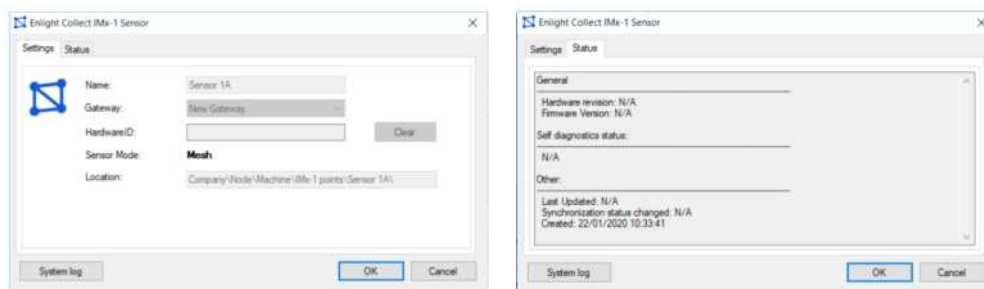 Enlight Collect IMx-1 Sensor
Settings Status
Name: Sensor 1A
Gateway: New Gateway
HardwareID: Clear
Sensor Mode: Mesh
Location: Company\Node\Machine\IMx-1 points\Sensor 1A\
System log OK Cancel
Enlight Collect IMx-1 Sensor
Settings Status
General
Hardware revision: N/A
Firmware Version: N/A
Self diagnostics status:
N/A
Other:
Last Updated: N/A
Synchronization status changed: N/A
Created: 22/01/2020 10:33:41
System log OK Cancel